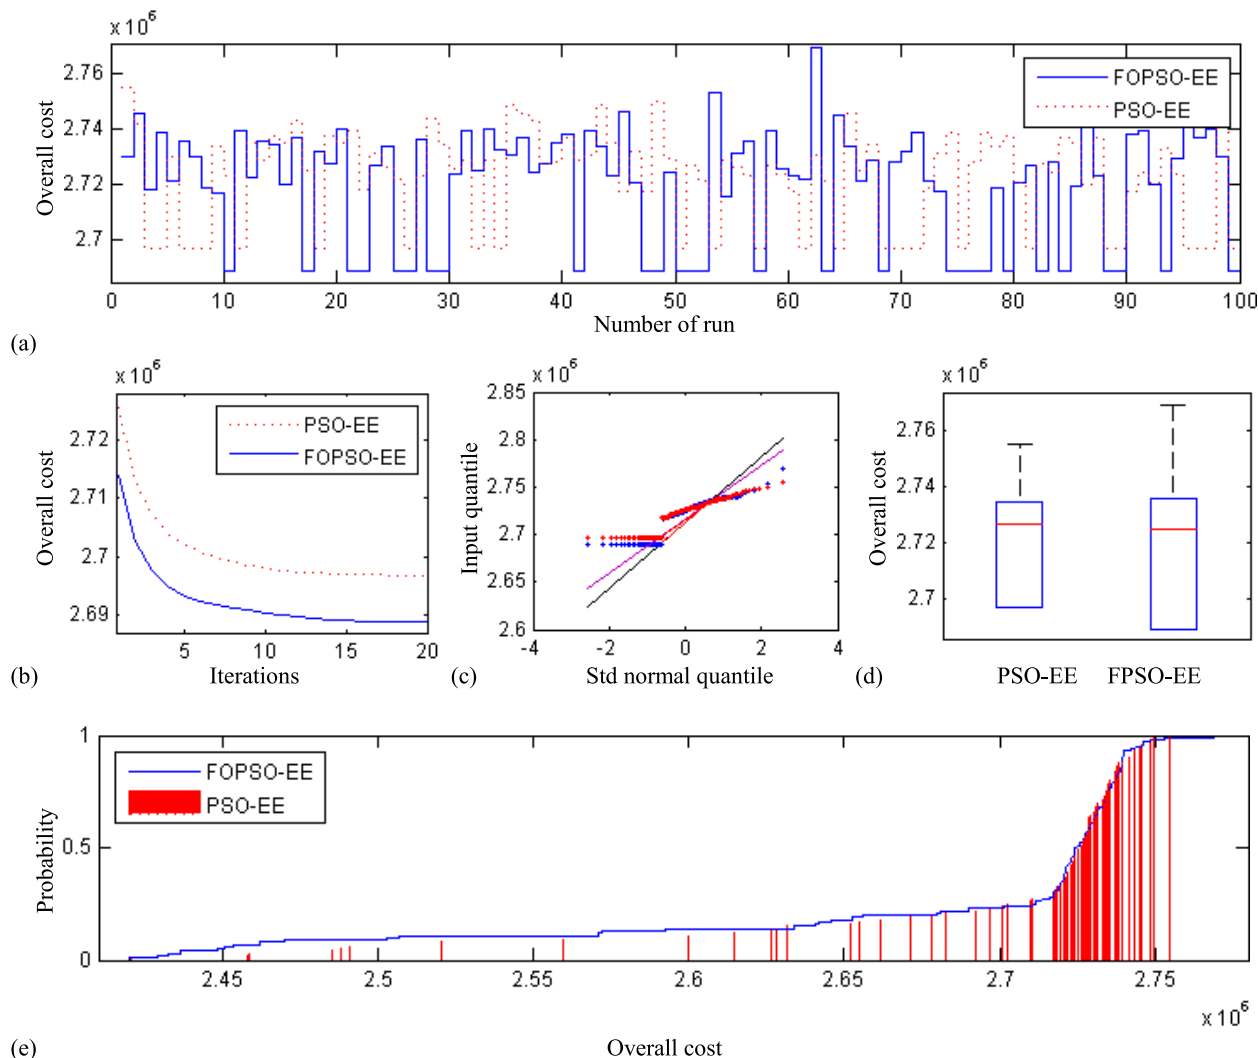 x 10^6
2.76
2.74
2.72
2.7
Overall cost
FOPSO-EE
PSO-EE
0 10 20 30 40 50 60 70 80 90 100
Number of run
(a)
x 10^6
2.72
2.71
2.7
2.69
Overall cost
PSO-EE
FOPSO-EE
5 10 15 20
(b) Iterations
x 10^6
2.85
2.8
2.75
2.7
2.65
2.6
Input quantile
-4 -2 0 2 4
(c) Std normal quantile
x 10^6
2.76
2.74
2.72
2.7
Overall cost
(d) PSO-EE FPSO-EE
1
0.5
0
Probability
FOPSO-EE
PSO-EE
2.45 2.5 2.55 2.6 2.65 2.7 2.75
x 10^6
(e) Overall cost